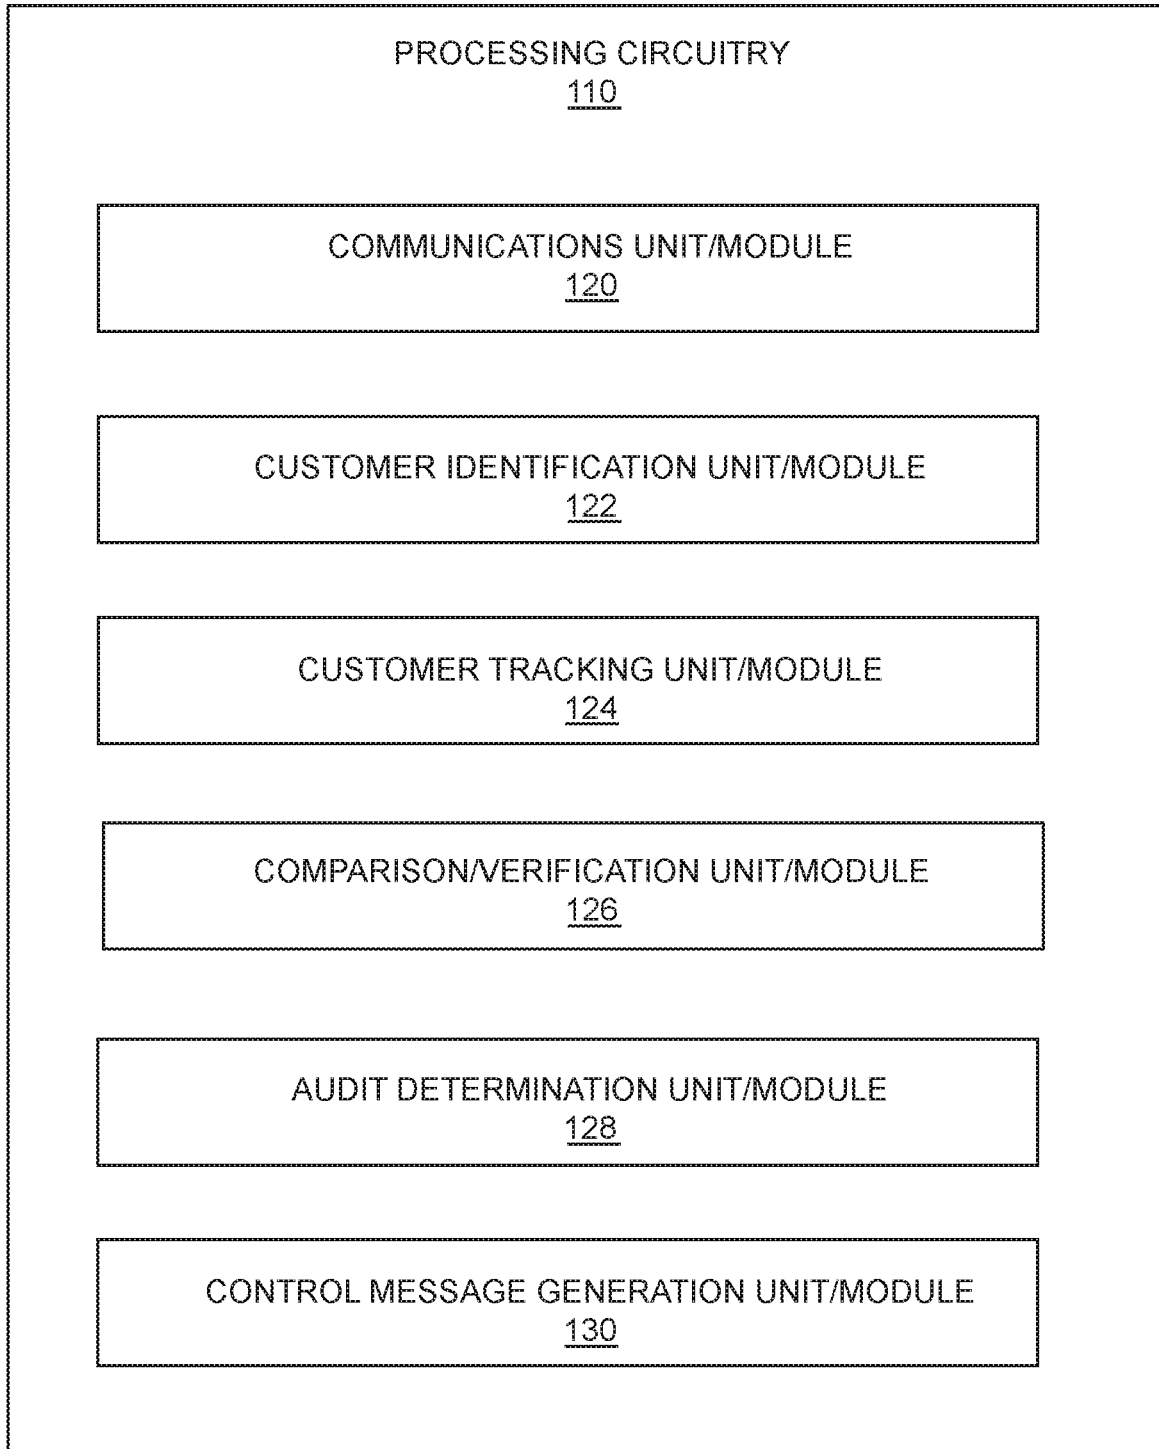 PROCESSING CIRCUITRY
110
COMMUNICATIONS UNIT/MODULE
120
CUSTOMER IDENTIFICATION UNIT/MODULE
122
CUSTOMER TRACKING UNIT/MODULE
124
COMPARISON/VERIFICATION UNIT/MODULE
126
AUDIT DETERMINATION UNIT/MODULE
128
CONTROL MESSAGE GENERATION UNIT/MODULE
130